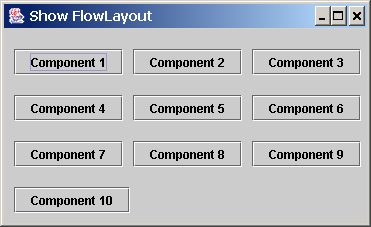 Show FlowLayout
Component 1 Component 2 Component 3
Component 4 Component 5 Component 6
Component 7 Component 8 Component 9
Component 10